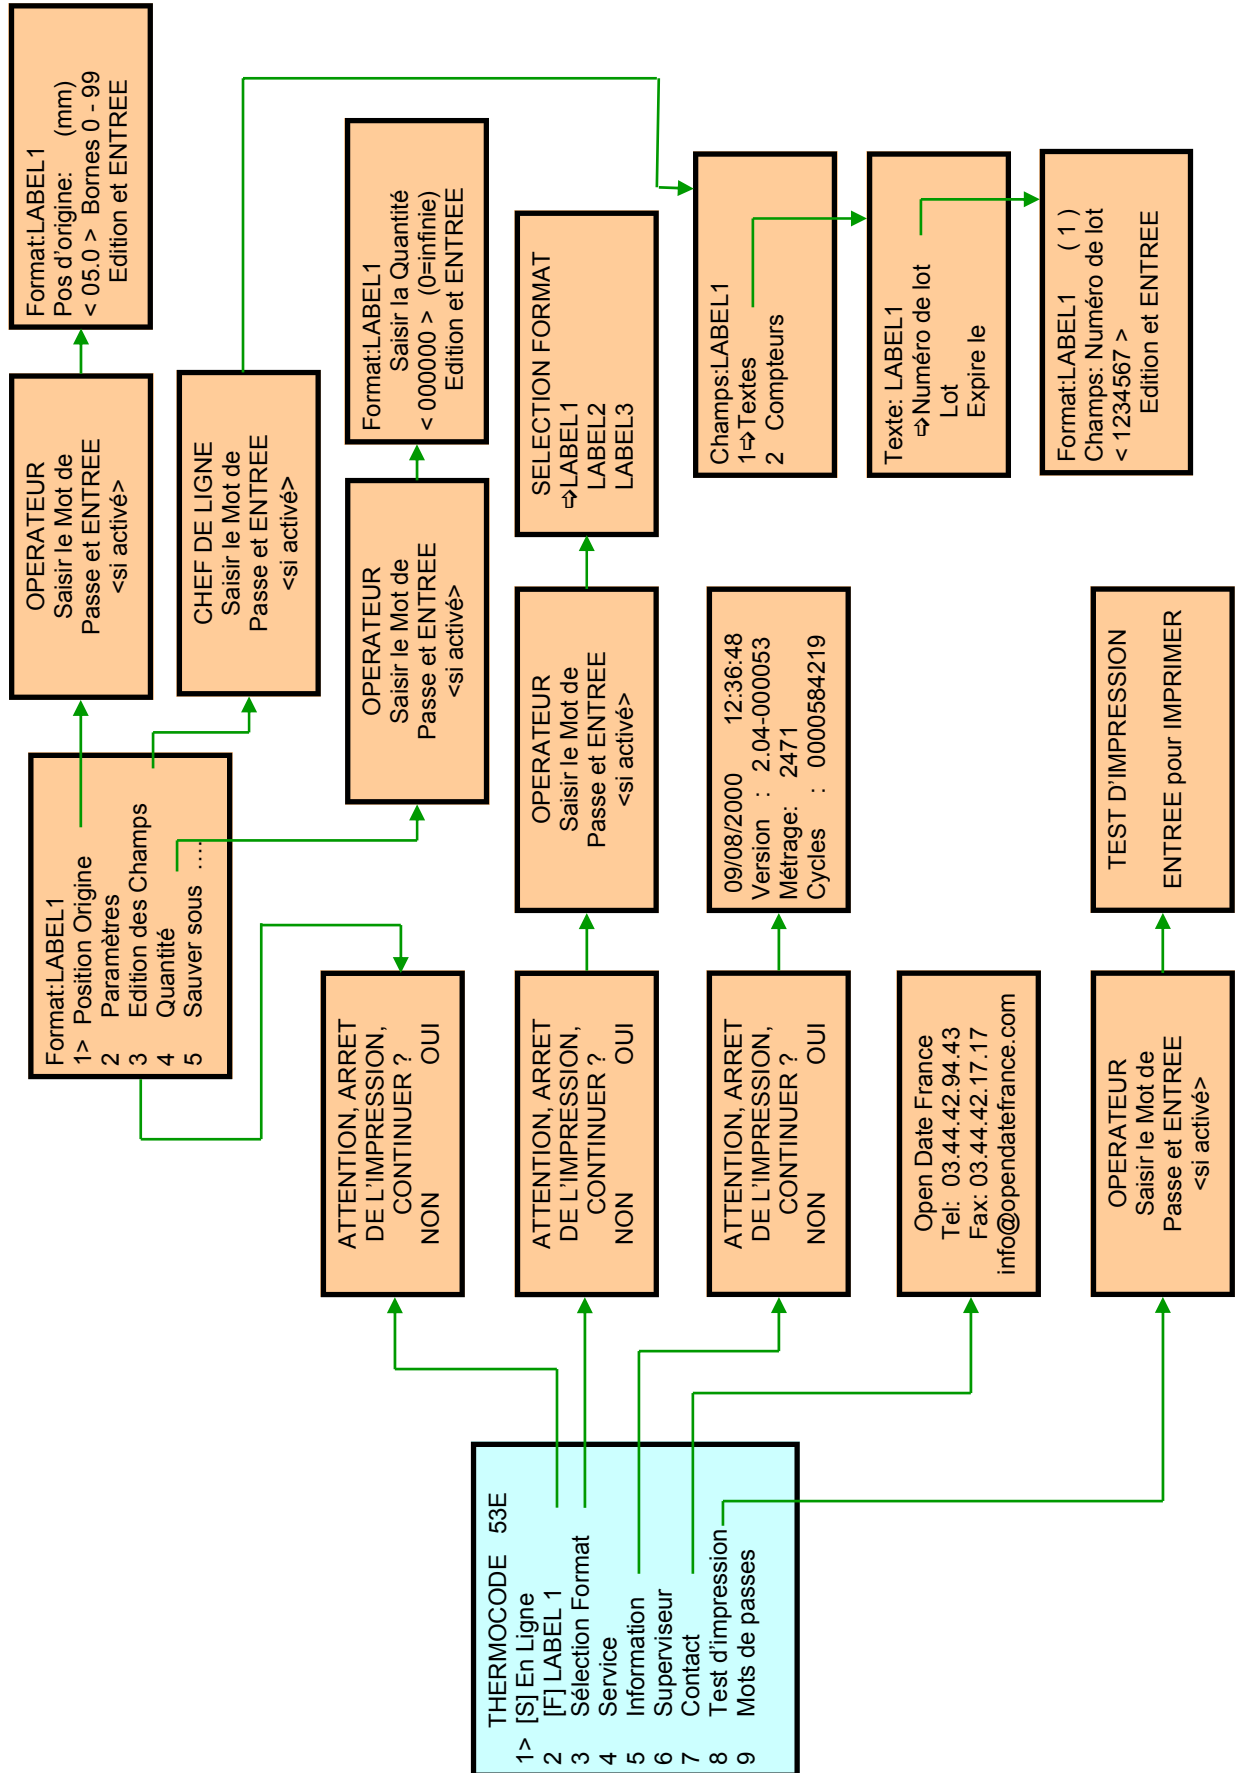 THERMOCODE 53E
1> [S] En Ligne
2 [F] LABEL 1
3 Sélection Format
4 Service
5 Information
6 Superviseur
7 Contact
8 Test d'impression
9 Mots de passes
Format:LABEL1
1> Position Origine
2 Paramètres
3 Edition des Champs
4 Quantité
5 Sauver sous ....
OPERATEUR
Saisir le Mot de
Passe et ENTREE
<si activé>
Format:LABEL1
Pos d'origine: (mm)
< 05.0 > Bornes 0 - 99
Edition et ENTREE
CHEF DE LIGNE
Saisir le Mot de
Passe et ENTREE
<si activé>
ATTENTION, ARRET
DE L'IMPRESSION,
CONTINUER ?
NON OUI
OPERATEUR
Saisir le Mot de
Passe et ENTREE
<si activé>
Format:LABEL1
Saisir la Quantité
< 000000 > (0=infinie)
Edition et ENTREE
ATTENTION, ARRET
DE L'IMPRESSION,
CONTINUER ?
NON OUI
OPERATEUR
Saisir le Mot de
Passe et ENTREE
<si activé>
SELECTION FORMAT
⇨LABEL1
LABEL2
LABEL3
ATTENTION, ARRET
DE L'IMPRESSION,
CONTINUER ?
NON OUI
09/08/2000 12:36:48
Version : 2.04-000053
Métrage: 2471
Cycles : 0000584219
Champs:LABEL1
1⇨Textes
2 Compteurs
Open Date France
Tel: 03.44.42.94.43
Fax: 03.44.42.17.17
info@opendatefrance.com
Texte: LABEL1
⇨Numéro de lot
Lot
Expire le
OPERATEUR
Saisir le Mot de
Passe et ENTREE
<si activé>
TEST D'IMPRESSION
ENTREE pour IMPRIMER
Format:LABEL1 ( 1 )
Champs: Numéro de lot
< 1234567 >
Edition et ENTREE